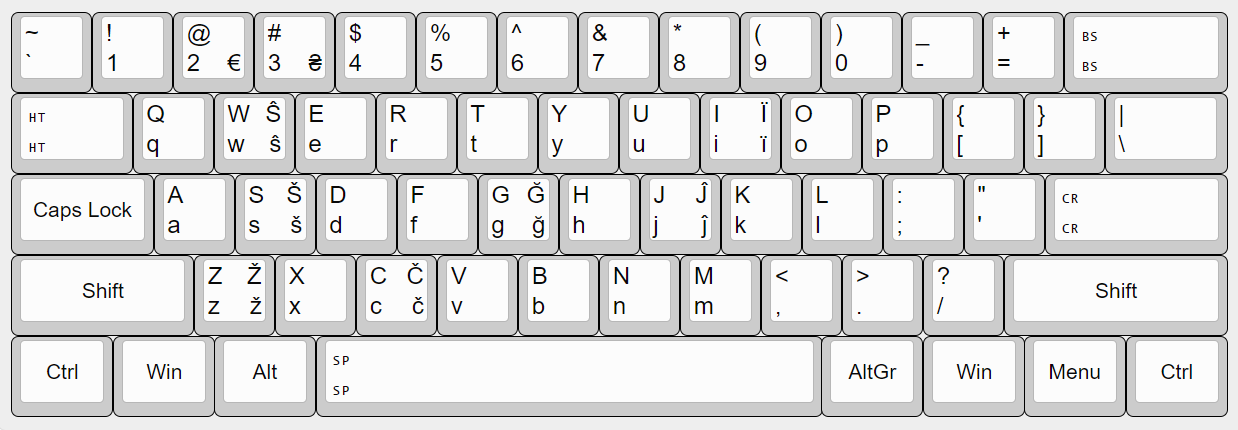 ~ ! @ # $ % ^ & * ( ) _ + BS
` 1 2 € 3 ₴ 4 5 6 7 8 9 0 - = BS
HT Q W Ŝ E R T Y U I Ï O P { } |
HT q w ŝ e r t y u i ï o p [ ] \
Caps Lock A S Š D F G Ğ H J Ĵ K L : " CR
a s š d f g ğ h j ĵ k l ; ' CR
Shift Z Ž X C Č V B N M < > ? Shift
z ž x c č v b n m , . /
Ctrl Win Alt SP AltGr Win Menu Ctrl
SP